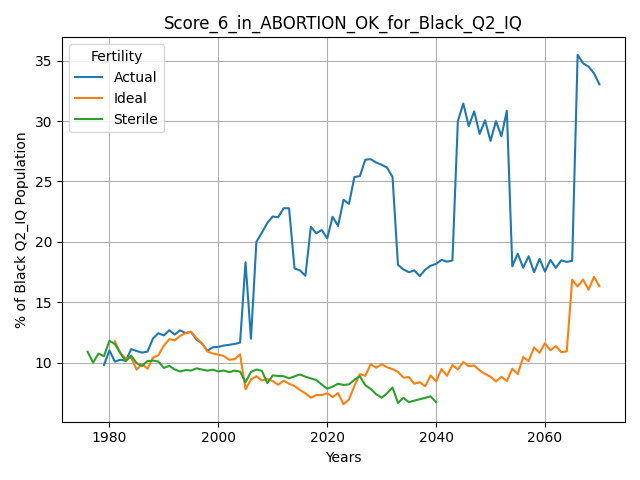 Score_6_in_ABORTION_OK_for_Black_Q2_IQ
Fertility
Actual
Ideal
Sterile
% of Black Q2_IQ Population
35
30
25
20
15
10
1980
2000
2020
2040
2060
Years